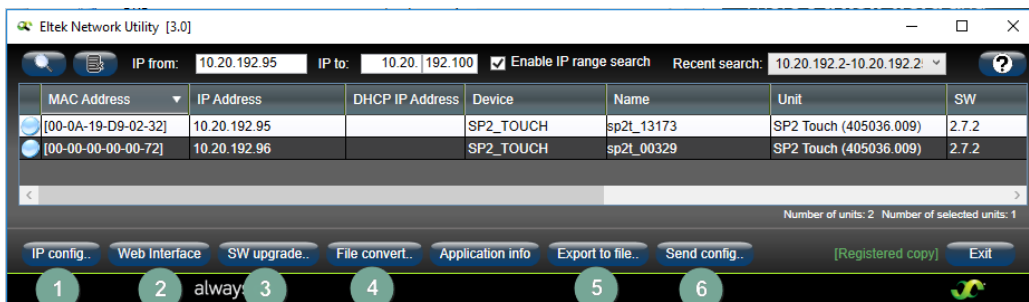 Eltek Network Utility [3.0]
IP from: 10.20.192.95 IP to: 10.20. 192.100 Enable IP range search Recent search: 10.20.192.2-10.20.192.2 ?
MAC Address IP Address DHCP IP Address Device Name Unit SW
[00-0A-19-D9-02-32] 10.20.192.95 SP2_TOUCH sp2t_13173 SP2 Touch (405036.009) 2.7.2
[00-00-00-00-00-72] 10.20.192.96 SP2_TOUCH sp2t_00329 SP2 Touch (405036.009) 2.7.2
Number of units: 2 Number of selected units: 1
IP config.. Web Interface SW upgrade.. File convert.. Application info Export to file.. Send config.. [Registered copy] Exit
1 2 always 3 4 5 6